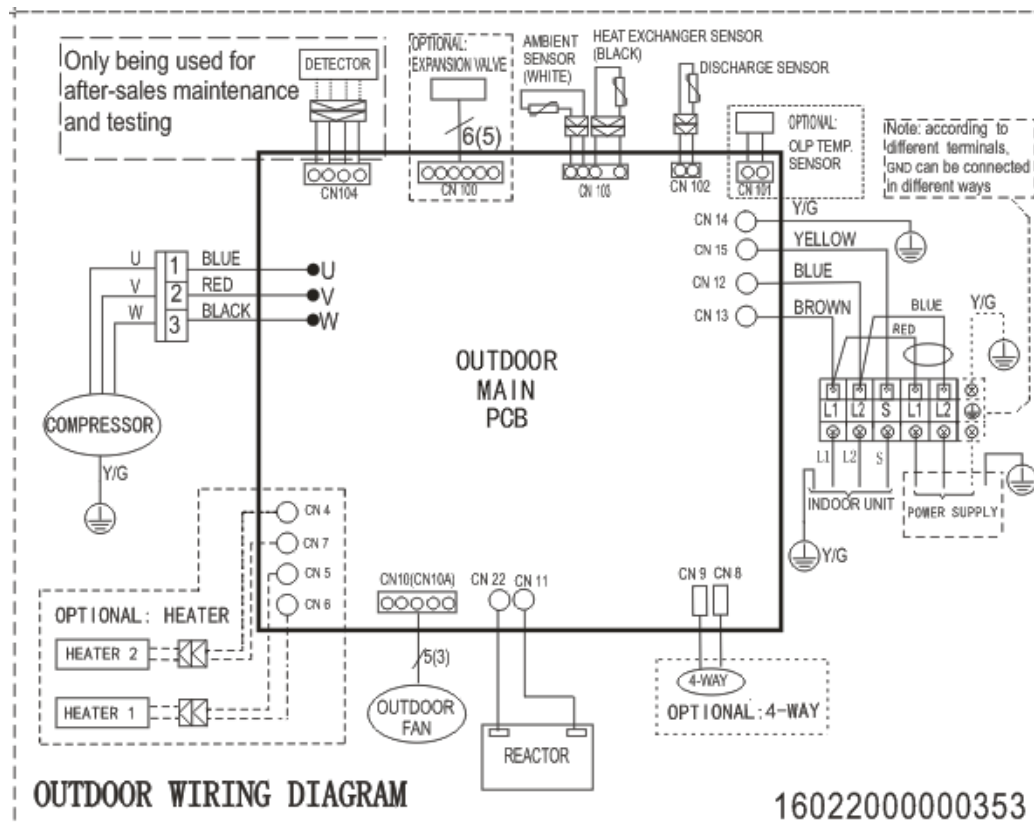 Only being used for
after-sales maintenance
and testing
DETECTOR
CN104
OPTIONAL:
EXPANSION VALVE
6(5)
CN 100
AMBIENT
SENSOR
(WHITE)
HEAT EXCHANGER SENSOR
(BLACK)
CN 103
DISCHARGE SENSOR
CN 102
OPTIONAL:
OLP TEMP.
SENSOR
CN 101
Note: according to
different terminals,
GND can be connected
in different ways
CN 14
Y/G
CN 15
YELLOW
CN 12
BLUE
CN 13
BROWN
BLUE
RED
Y/G
U 1 BLUE U
V 2 RED V
W 3 BLACK W
COMPRESSOR
Y/G
OUTDOOR
MAIN
PCB
L1 L2 S L1 L2
L1 L2 S
INDOOR UNIT
POWER SUPPLY
Y/G
CN 4
CN 7
CN 5
CN 6
OPTIONAL: HEATER
HEATER 2
HEATER 1
CN10(CN10A)
5(3)
OUTDOOR
FAN
CN 22 CN 11
REACTOR
CN 9 CN 8
4-WAY
OPTIONAL:4-WAY
OUTDOOR WIRING DIAGRAM
16022000000353